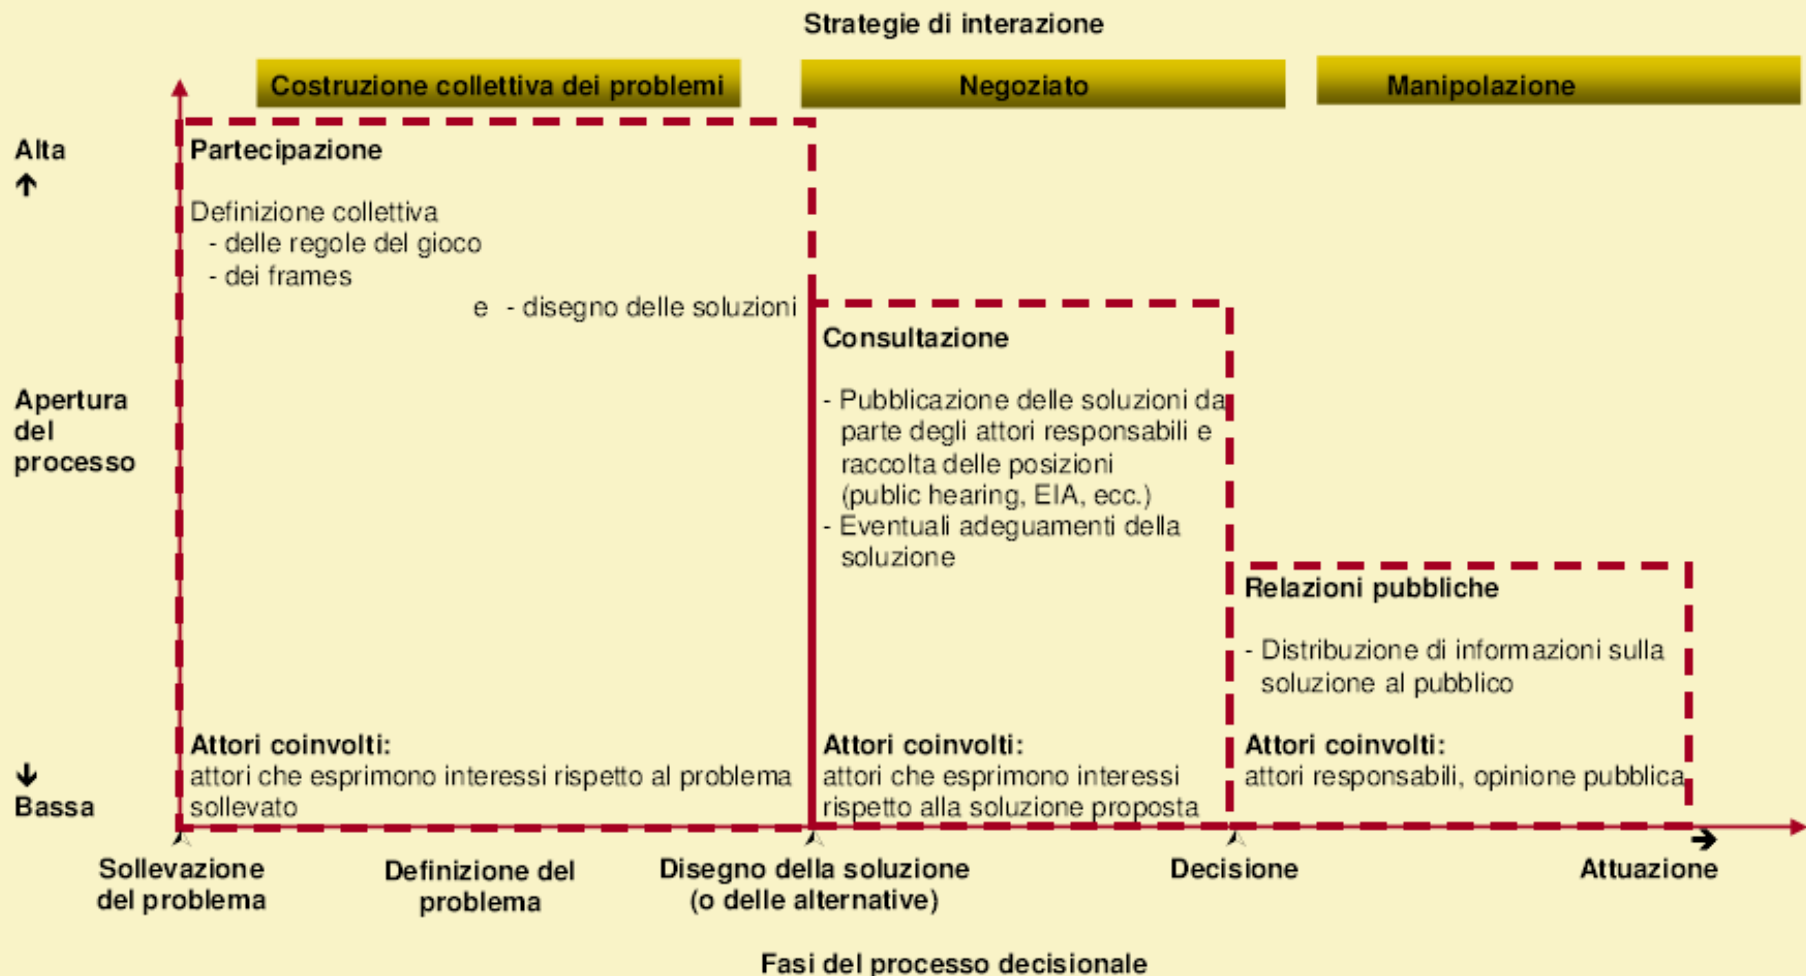 Strategie di interazione
Costruzione collettiva dei problemi
Negoziato
Manipolazione
Alta
Partecipazione
Definizione collettiva
- delle regole del gioco
- dei frames
e - disegno delle soluzioni
Apertura
del
processo
Consultazione
- Pubblicazione delle soluzioni da
parte degli attori responsabili e
raccolta delle posizioni
(public hearing, EIA, ecc.)
- Eventuali adeguamenti della
soluzione
Relazioni pubbliche
- Distribuzione di informazioni sulla
soluzione al pubblico
Bassa
Attori coinvolti:
attori che esprimono interessi rispetto al problema
sollevato
Attori coinvolti:
attori che esprimono interessi
rispetto alla soluzione proposta
Attori coinvolti:
attori responsabili, opinione pubblica
Sollevazione
del problema
Definizione del
problema
Disegno della soluzione
(o delle alternative)
Decisione
Attuazione
Fasi del processo decisionale